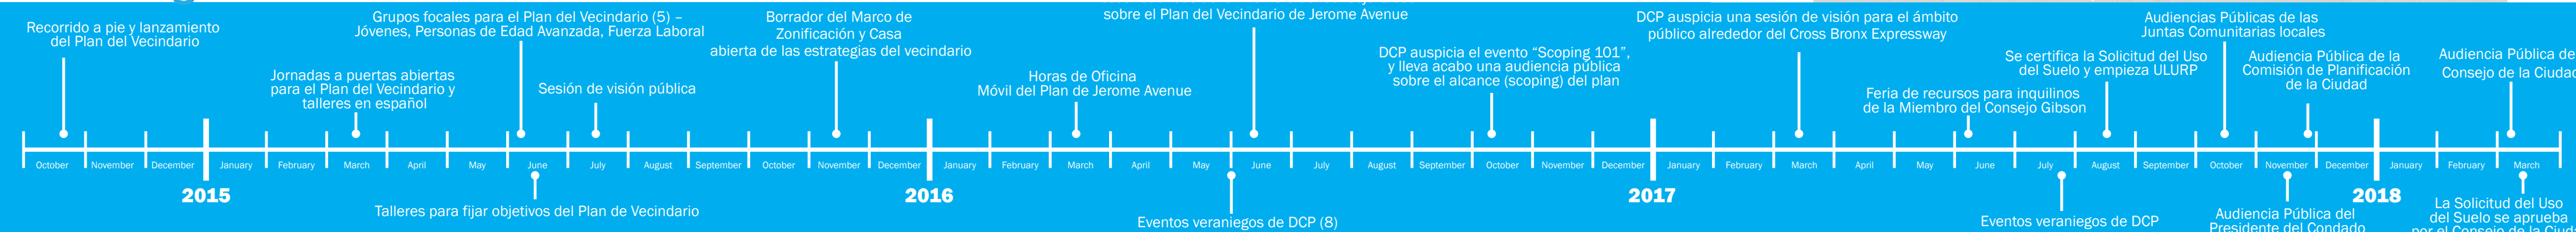 Recorrido a pie y lanzamiento
del Plan del Vecindario
Jornadas a puertas abiertas
para el Plan del Vecindario y
talleres en español
Grupos focales para el Plan del Vecindario (5) –
Jóvenes, Personas de Edad Avanzada, Fuerza Laboral
Sesión de visión pública
Borrador del Marco de
Zonificación y Casa
abierta de las estrategias del vecindario
Horas de Oficina
Móvil del Plan de Jerome Avenue
sobre el Plan del Vecindario de Jerome Avenue
DCP auspicia el evento “Scoping 101”,
y lleva acabo una audiencia pública
sobre el alcance (scoping) del plan
DCP auspicia una sesión de visión para el ámbito
público alrededor del Cross Bronx Expressway
Feria de recursos para inquilinos
de la Miembro del Consejo Gibson
Se certifica la Solicitud del Uso
del Suelo y empieza ULURP
Audiencias Públicas de las
Juntas Comunitarias locales
Audiencia Pública de la
Comisión de Planificación
de la Ciudad
Audiencia Pública de
Consejo de la Ciudad
October November December January February March April May June July August September October November December January February March April May June July August September October November December January February March April May June July August September October November December January February March
2015 2016 2017 2018
Talleres para fijar objetivos del Plan de Vecindario
Eventos veraniegos de DCP (8)
Eventos veraniegos de DCP
Audiencia Pública del
Presidente del Condado
La Solicitud del Uso
del Suelo se aprueba
por el Consejo de la